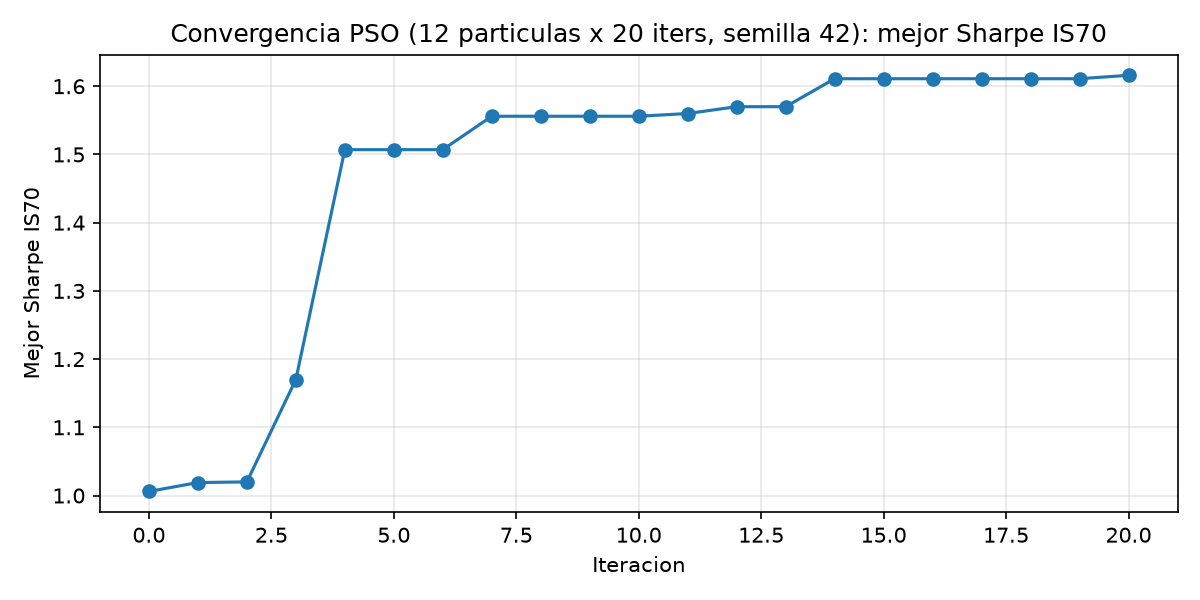 Convergencia PSO (12 particulas x 20 iters, semilla 42): mejor Sharpe IS70
Mejor Sharpe IS70
1.6
1.5
1.4
1.3
1.2
1.1
1.0
0.0 2.5 5.0 7.5 10.0 12.5 15.0 17.5 20.0
Iteracion